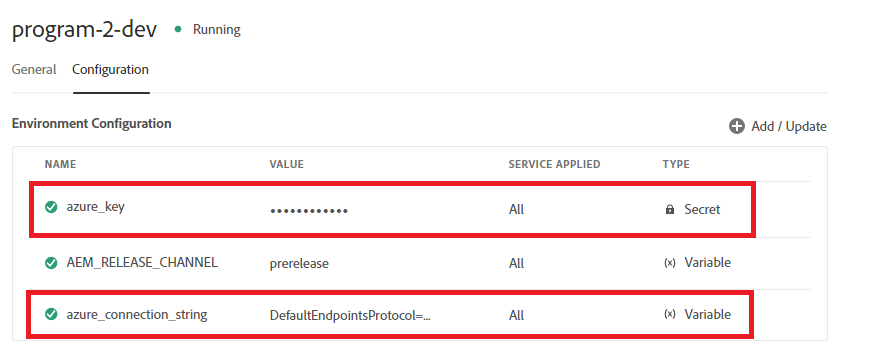 program-2-dev Running
General Configuration
Environment Configuration
Add / Update
NAME VALUE SERVICE APPLIED TYPE
azure_key •••••••••••• All Secret
AEM_RELEASE_CHANNEL prerelease All (x) Variable
azure_connection_string DefaultEndpointsProtocol=... All (x) Variable